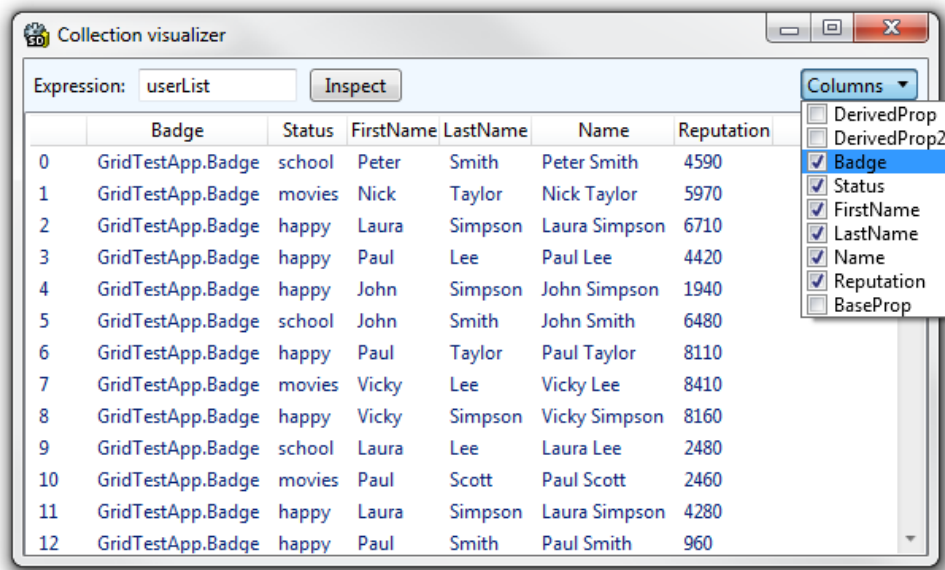 SD Collection visualizer
Expression: userList Inspect Columns
Badge Status FirstName LastName Name Reputation
0 GridTestApp.Badge school Peter Smith Peter Smith 4590
1 GridTestApp.Badge movies Nick Taylor Nick Taylor 5970
2 GridTestApp.Badge happy Laura Simpson Laura Simpson 6710
3 GridTestApp.Badge happy Paul Lee Paul Lee 4420
4 GridTestApp.Badge happy John Simpson John Simpson 1940
5 GridTestApp.Badge school John Smith John Smith 6480
6 GridTestApp.Badge happy Paul Taylor Paul Taylor 8110
7 GridTestApp.Badge movies Vicky Lee Vicky Lee 8410
8 GridTestApp.Badge happy Vicky Simpson Vicky Simpson 8160
9 GridTestApp.Badge school Laura Lee Laura Lee 2480
10 GridTestApp.Badge movies Paul Scott Paul Scott 2460
11 GridTestApp.Badge happy Laura Simpson Laura Simpson 4280
12 GridTestApp.Badge happy Paul Smith Paul Smith 960
DerivedProp
DerivedProp2
Badge
Status
FirstName
LastName
Name
Reputation
BaseProp